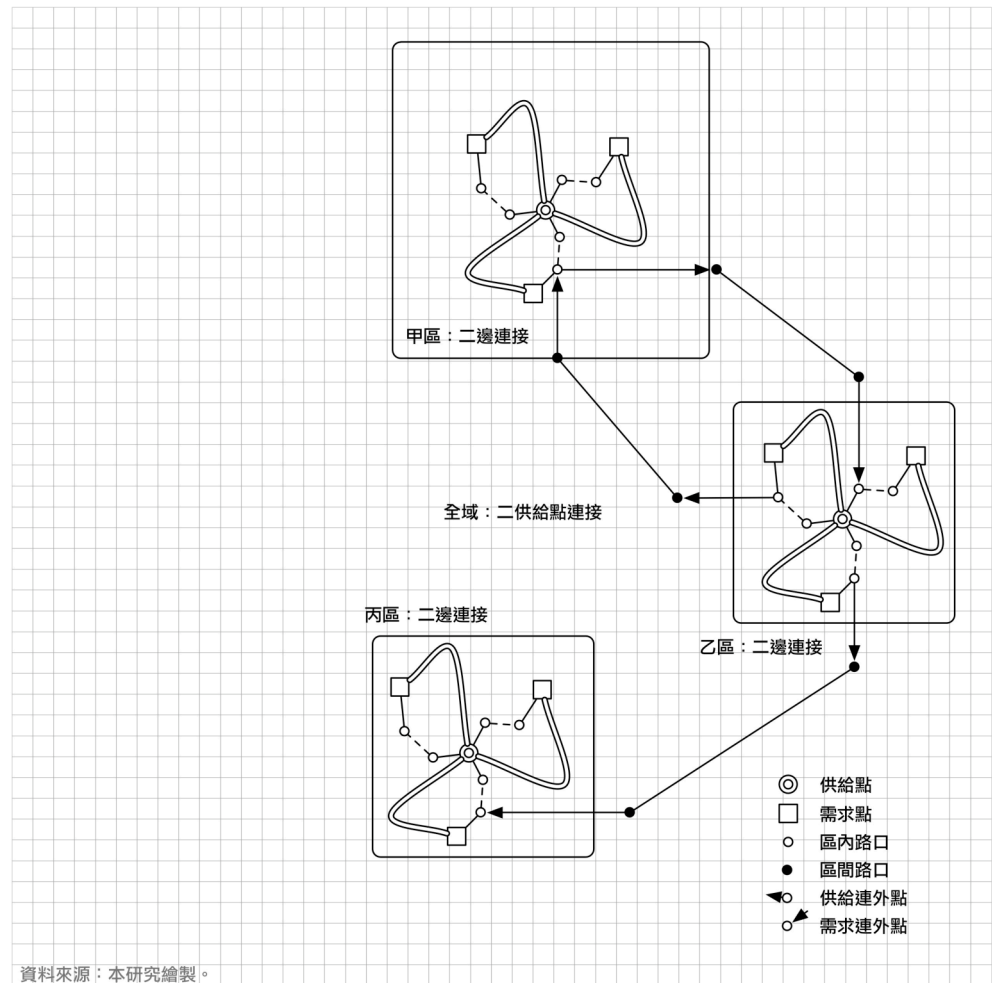 甲區：二邊連接
全域：二供給點連接
丙區：二邊連接
乙區：二邊連接
供給點
需求點
區內路口
區間路口
供給連外點
需求連外點
資料來源：本研究繪製。